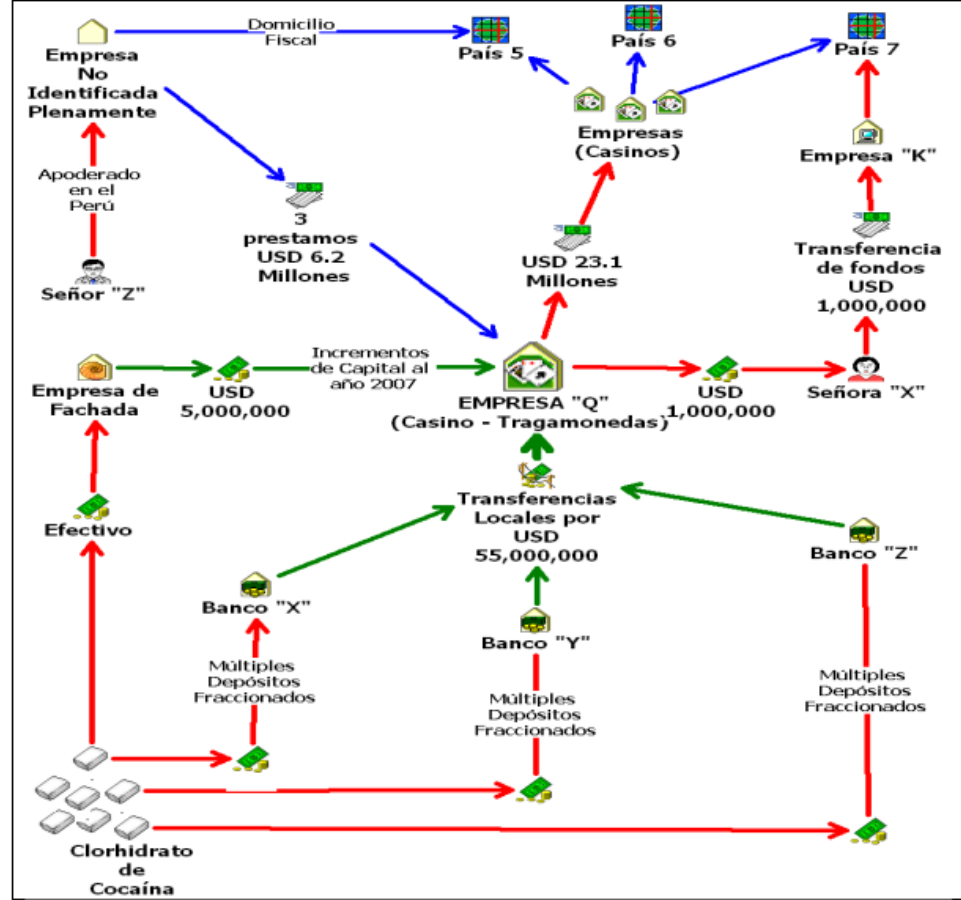 Domicilio
Fiscal
Empresa
No
Identificada
Plenamente
País 5
País 6
País 7
Empresas
(Casinos)
Empresa "K"
Apoderado
en el
Perú
Señor "Z"
3
prestamos
USD 6.2
Millones
USD 23.1
Millones
Transferencia
de fondos
USD
1,000,000
Empresa de
Fachada
USD
5,000,000
Incrementos
de Capital al
año 2007
EMPRESA "Q"
(Casino - Tragamonedas)
USD
1,000,000
Señora "X"
Efectivo
Transferencias
Locales por
USD
55,000,000
Banco "X"
Banco "Y"
Banco "Z"
Múltiples
Depósitos
Fraccionados
Múltiples
Depósitos
Fraccionados
Múltiples
Depósitos
Fraccionados
Clorhidrato
de
Cocaína